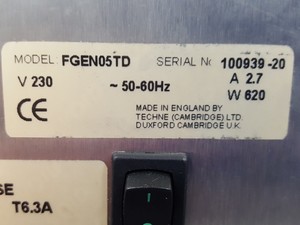 MODEL FGEN05TD SERIAL No 100939-20
V 230 ~ 50-60Hz A 2.7
W 620
CE
MADE IN ENGLAND BY
TECHNE (CAMBRIDGE) LTD.
DUXFORD CAMBRIDGE U.K.
SE
T6.3A
I